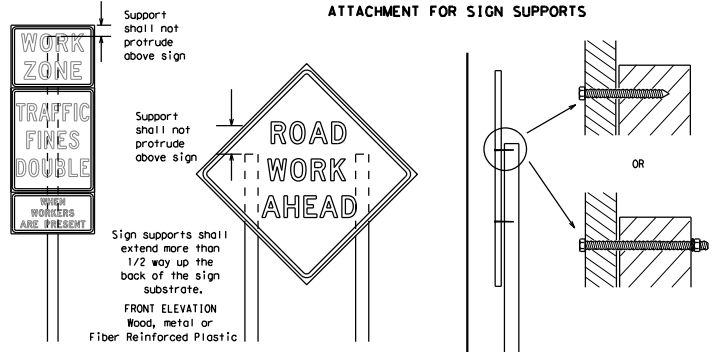 ATTACHMENT FOR SIGN SUPPORTS
WORK
ZONE
TRAFFIC
FINES
DOUBLE
WHEN
WORKERS
ARE PRESENT
Support
shall not
protrude
above sign
Support
shall not
protrude
above sign
ROAD
WORK
AHEAD
Sign supports shall
extend more than
1/2 way up the
back of the sign
substrate.
FRONT ELEVATION
Wood, metal or
Fiber Reinforced Plastic
OR